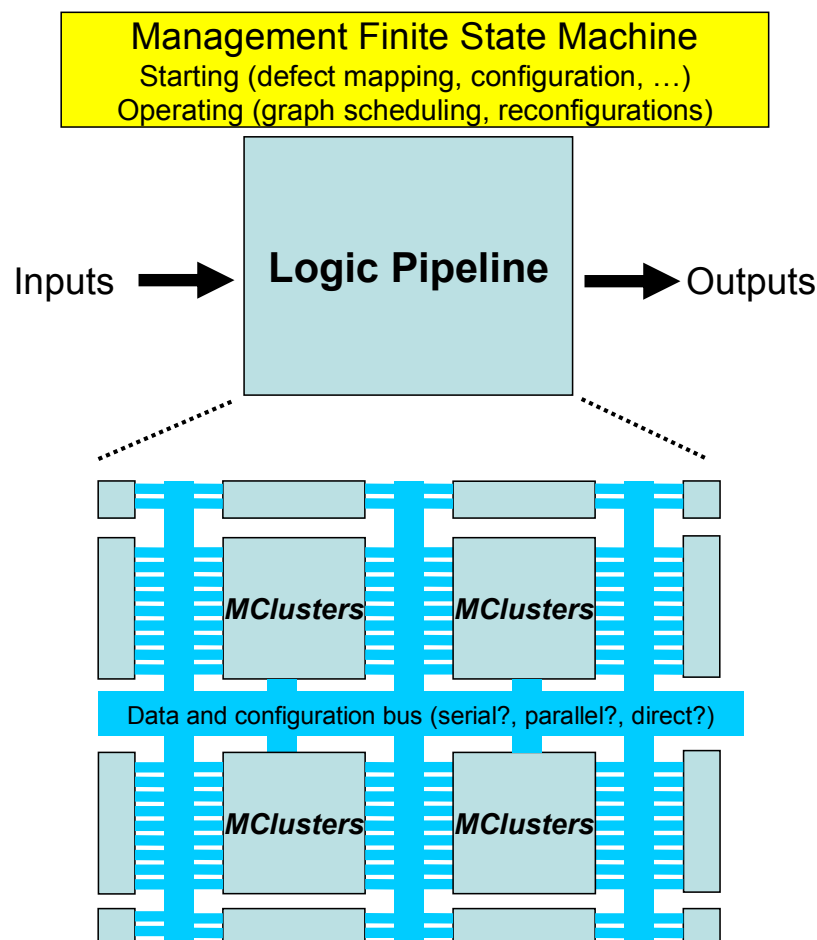 Management Finite State Machine
Starting (defect mapping, configuration, …)
Operating (graph scheduling, reconfigurations)
Inputs
Logic Pipeline
Outputs
MClusters
MClusters
Data and configuration bus (serial?, parallel?, direct?)
MClusters
MClusters